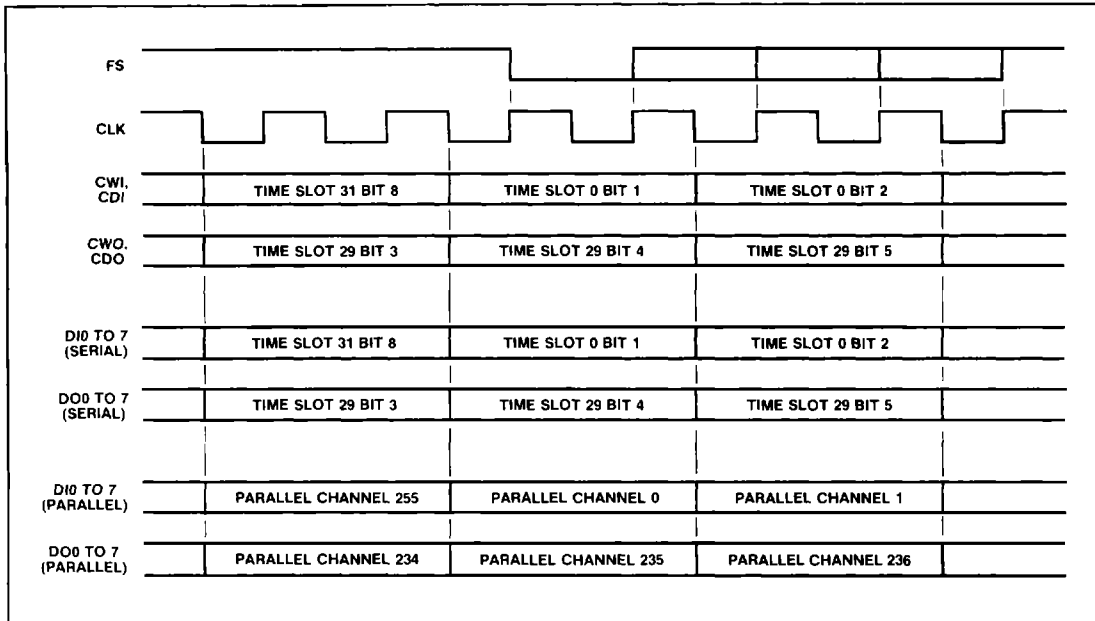 FS
CLK
CWI,
CDI
TIME SLOT 31 BIT 8
TIME SLOT 0 BIT 1
TIME SLOT 0 BIT 2
CWO,
CDO
TIME SLOT 29 BIT 3
TIME SLOT 29 BIT 4
TIME SLOT 29 BIT 5
DI0 TO 7
(SERIAL)
TIME SLOT 31 BIT 8
TIME SLOT 0 BIT 1
TIME SLOT 0 BIT 2
DO0 TO 7
(SERIAL)
TIME SLOT 29 BIT 3
TIME SLOT 29 BIT 4
TIME SLOT 29 BIT 5
DI0 TO 7
(PARALLEL)
PARALLEL CHANNEL 255
PARALLEL CHANNEL 0
PARALLEL CHANNEL 1
DO0 TO 7
(PARALLEL)
PARALLEL CHANNEL 234
PARALLEL CHANNEL 235
PARALLEL CHANNEL 236